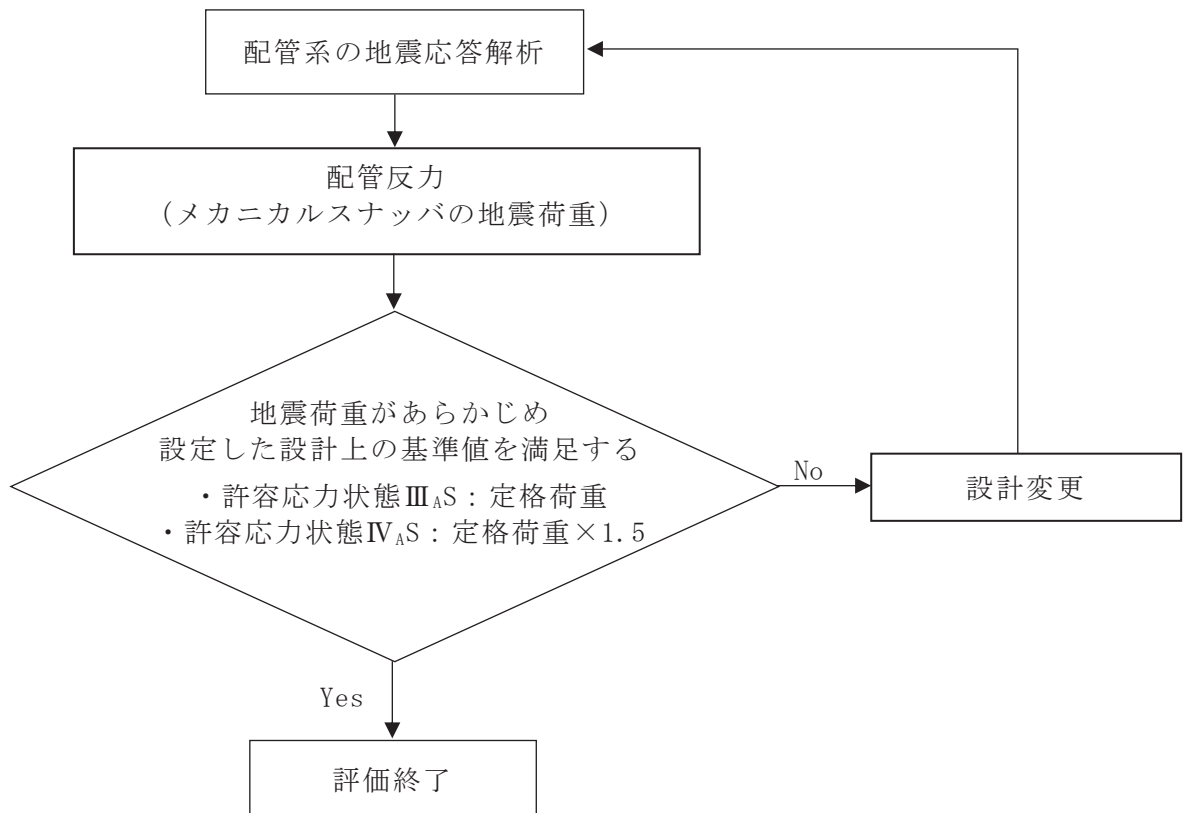 配管系の地震応答解析
配管反力
(メカニカルスナッバの地震荷重)
地震荷重があらかじめ
設定した設計上の基準値を満足する
・許容応力状態ⅢAS:定格荷重
・許容応力状態ⅣAS:定格荷重×1.5
No
設計変更
Yes
評価終了